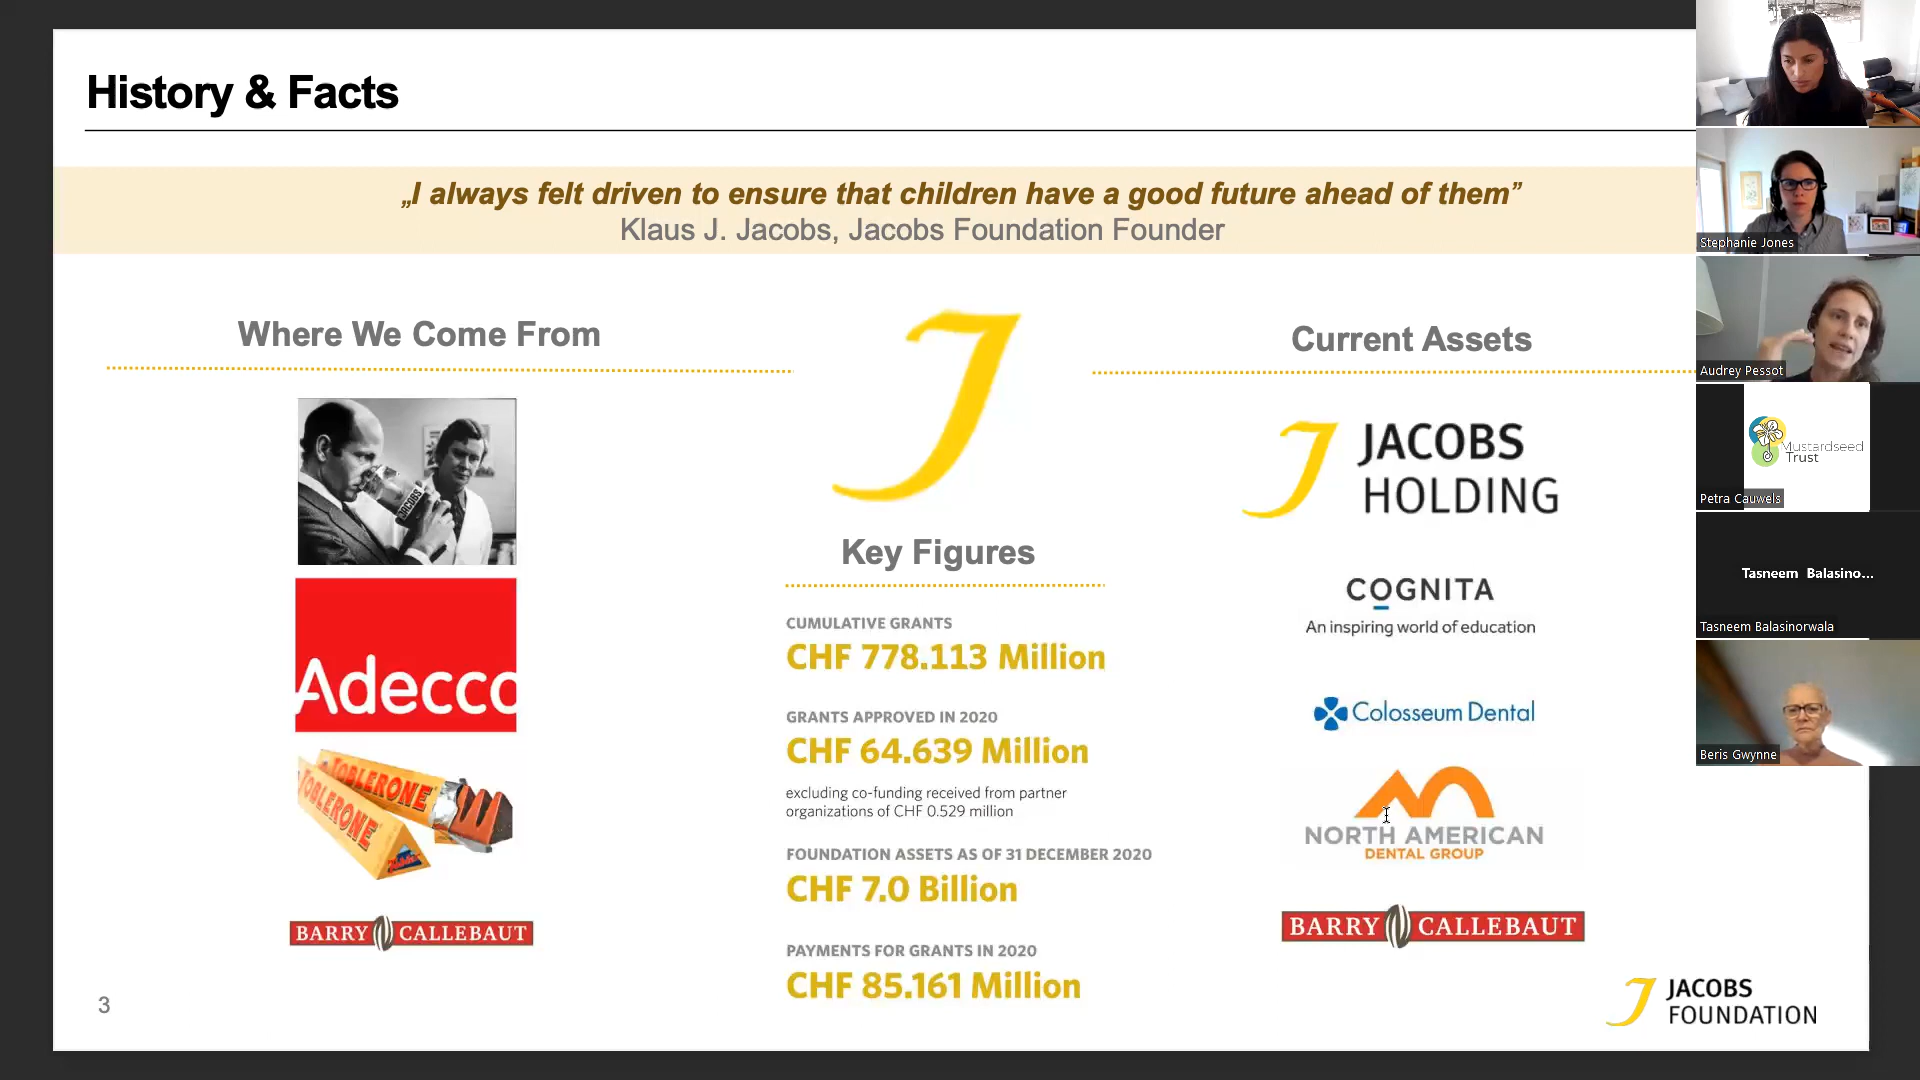 History & Facts
„I always felt driven to ensure that children have a good future ahead of them”
Klaus J. Jacobs, Jacobs Foundation Founder
Where We Come From
JACOBS
Adecco
TOBLERONE
TOBLERONE
BARRY CALLEBAUT
Key Figures
CUMULATIVE GRANTS
CHF 778.113 Million
GRANTS APPROVED IN 2020
CHF 64.639 Million
excluding co-funding received from partner
organizations of CHF 0.529 million
FOUNDATION ASSETS AS OF 31 DECEMBER 2020
CHF 7.0 Billion
PAYMENTS FOR GRANTS IN 2020
CHF 85.161 Million
Current Assets
JACOBS
HOLDING
COGNITA
An inspiring world of education
Colosseum Dental
NORTH AMERICAN
DENTAL GROUP
BARRY CALLEBAUT
3
JACOBS
FOUNDATION
Stephanie Jones
Audrey Pessot
Mustardseed
Trust
Petra Cauwels
Tasneem Balasino...
Tasneem Balasinorwala
Beris Gwynne